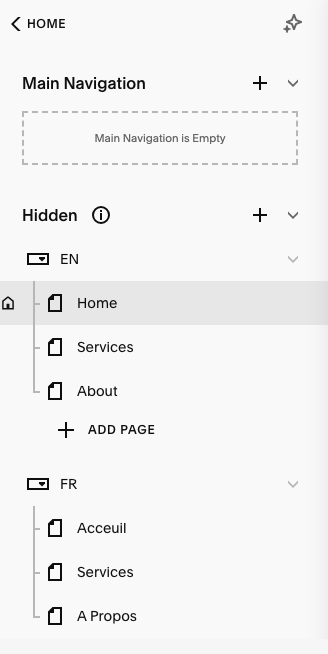 HOME
Main Navigation
Main Navigation is Empty
Hidden
EN
Home
Services
About
ADD PAGE
FR
Acceuil
Services
A Propos